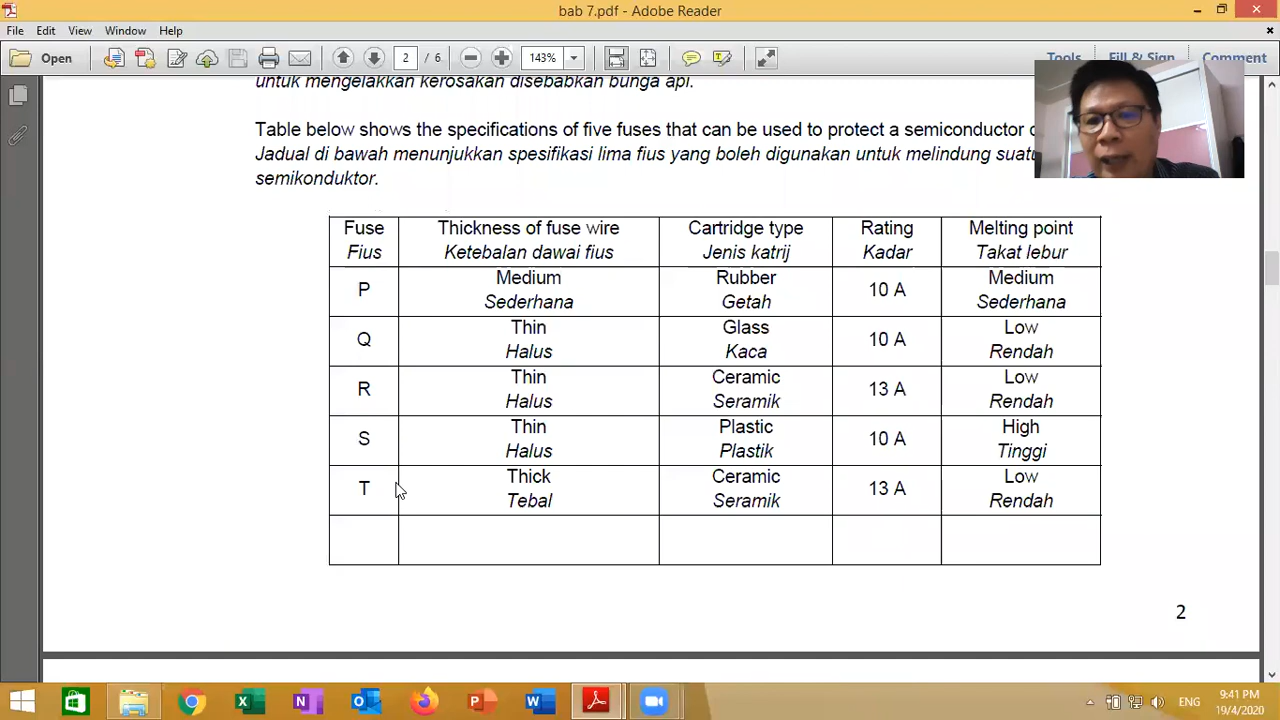 bab 7.pdf - Adobe Reader
File Edit View Window Help
Open 2 / 6 143% Tools Fill & Sign Comment
untuk mengelakkan kerosakan disebabkan bunga api.
Table below shows the specifications of five fuses that can be used to protect a semiconductor
Jadual di bawah menunjukkan spesifikasi lima fius yang boleh digunakan untuk melindung suatu
semikonduktor.
Fuse Thickness of fuse wire Cartridge type Rating Melting point
Fius Ketebalan dawai fius Jenis katrij Kadar Takat lebur
P Medium Rubber 10 A Medium
Sederhana Getah Sederhana
Q Thin Glass 10 A Low
Halus Kaca Rendah
R Thin Ceramic 13 A Low
Halus Seramik Rendah
S Thin Plastic 10 A High
Halus Plastik Tinggi
T Thick Ceramic 13 A Low
Tebal Seramik Rendah
2
ENG
9:41 PM
19/4/2020